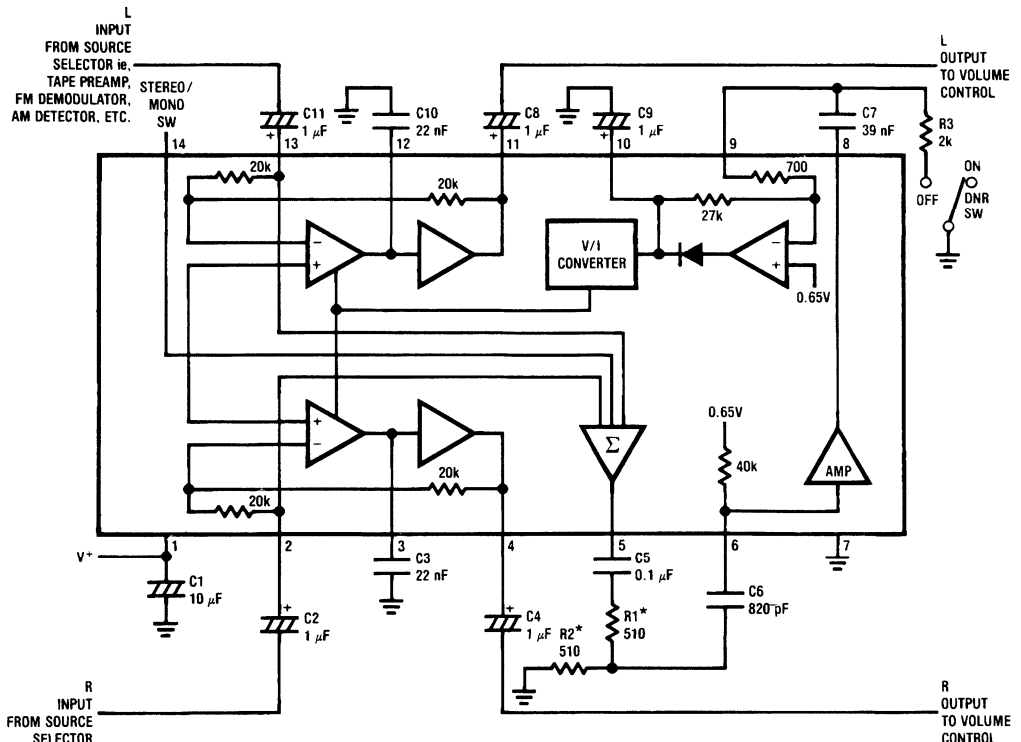 L
INPUT
FROM SOURCE
SELECTOR ie,
TAPE PREAMP,
FM DEMODULATOR,
AM DETECTOR, ETC.
STEREO/
MONO
SW
14
C11
1 μF
+
13
C10
22 nF
12
C8
1 μF
+
11
C9
1 μF
+
10
9
C7
39 nF
8
L
OUTPUT
TO VOLUME
CONTROL
R3
2k
ON
OFF
DNR
SW
20k
20k
700
27k
−
+
V/I
CONVERTER
−
+
0.65V
+
−
Σ
0.65V
40k
AMP
20k
20k
V+
1
2
3
4
5
6
7
C1
10 μF
C2
1 μF
+
C3
22 nF
C4
1 μF
+
C5
0.1 μF
R1*
510
R2*
510
C6
820 pF
R
INPUT
FROM SOURCE
SELECTOR
R
OUTPUT
TO VOLUME
CONTROL